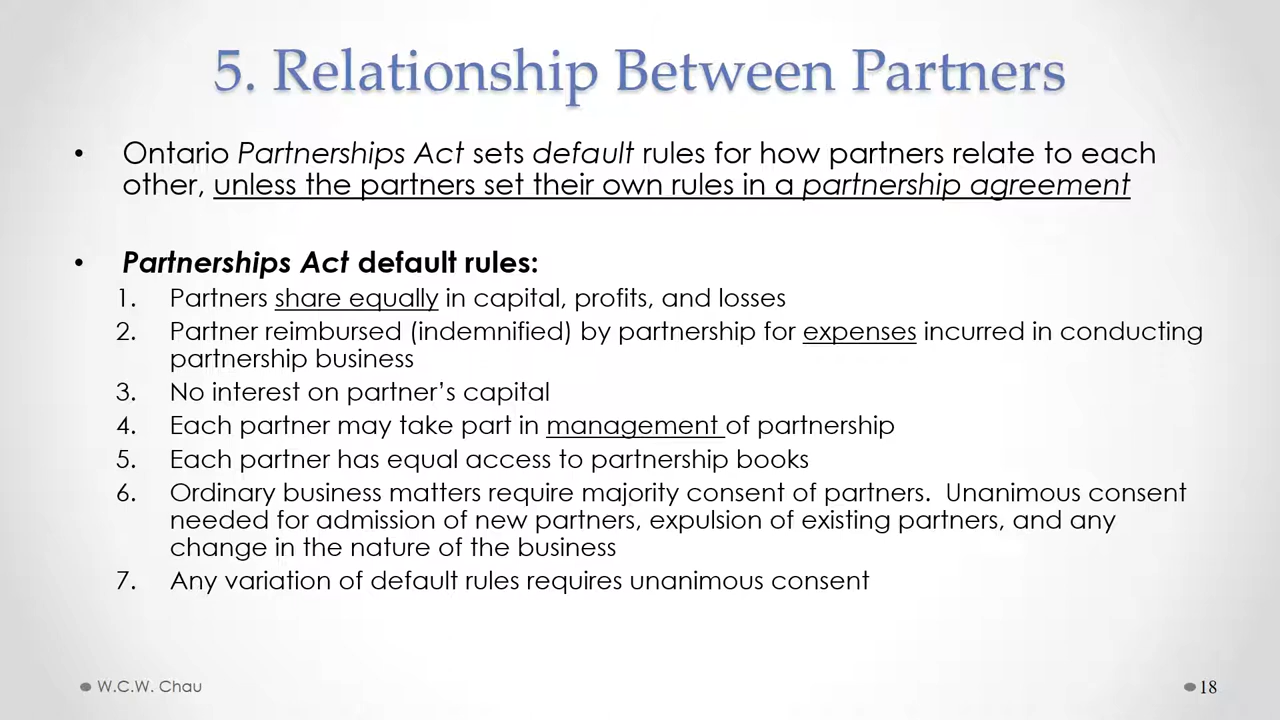 5. Relationship Between Partners
• Ontario Partnerships Act sets default rules for how partners relate to each
other, unless the partners set their own rules in a partnership agreement
• Partnerships Act default rules:
1. Partners share equally in capital, profits, and losses
2. Partner reimbursed (indemnified) by partnership for expenses incurred in conducting
partnership business
3. No interest on partner’s capital
4. Each partner may take part in management of partnership
5. Each partner has equal access to partnership books
6. Ordinary business matters require majority consent of partners.  Unanimous consent
needed for admission of new partners, expulsion of existing partners, and any
change in the nature of the business
7. Any variation of default rules requires unanimous consent
W.C.W. Chau
18